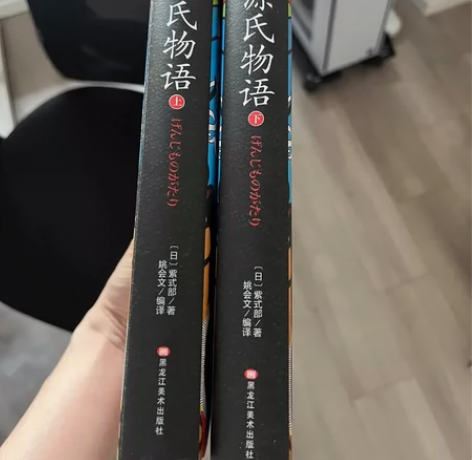 氏物语
上
げんじものがたり
〔日〕紫式部／著
姚会文／编译
黑龙江美术出版社
源氏物语
下
げんじものがたり
〔日〕紫式部／著
姚会文／编译
黑龙江美术出版社